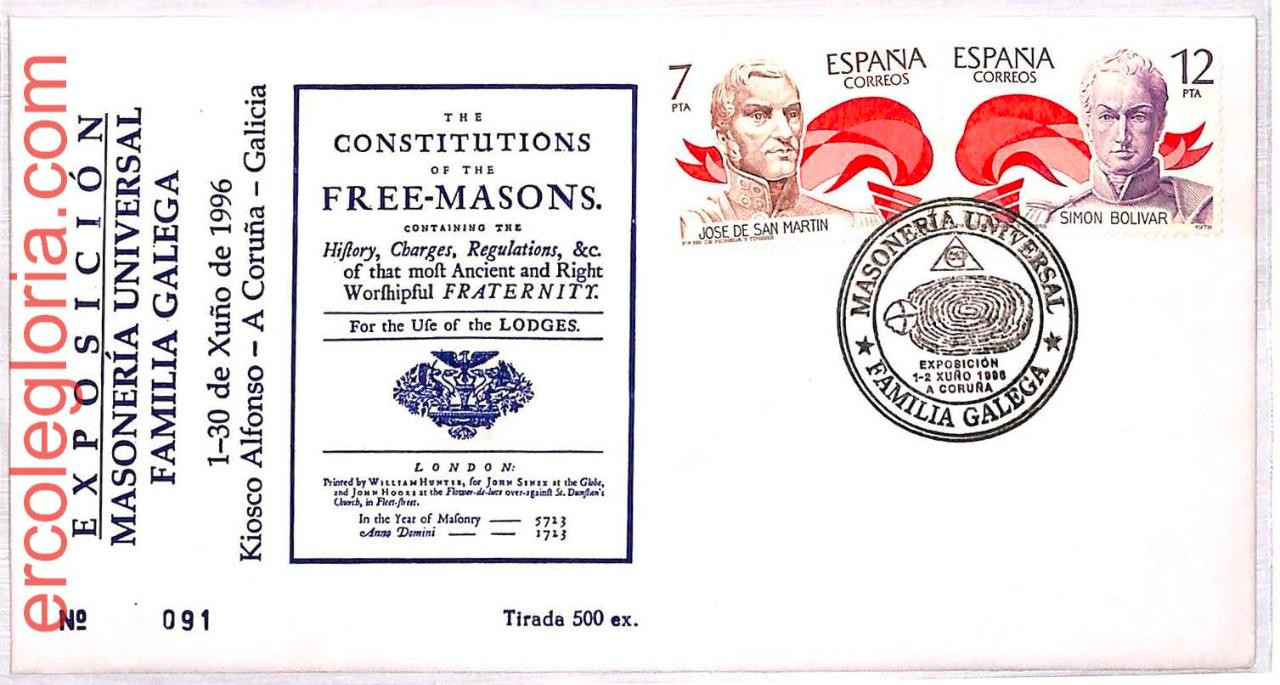 ercolegloria.com
EXPOSICIÓN
MASONERÍA UNIVERSAL
FAMILIA GALEGA
1–30 de Xuño de 1996
Kiosco Alfonso – A Coruña – Galicia
THE
CONSTITUTIONS
OF THE
FREE-MASONS.
CONTAINING THE
Hiſtory, Charges, Regulations, &c.
of that moſt Ancient and Right
Worſhipful FRATERNITY.
For the Uſe of the LODGES.
LONDON:
Printed by WILLIAM HUNTER, for JOHN SENEX at the Globe,
and JOHN HOOKE at the Flower-de-luce over-againſt St. Dunſtan's
Church, in Fleet-ſtreet.
In the Year of Masonry —— 5723
Anno Domini — — 1723
Nº 091
Tirada 500 ex.
7
PTA
ESPAÑA
CORREOS
JOSE DE SAN MARTIN
ESPAÑA
CORREOS
12
PTA
SIMON BOLIVAR
1978
MASONERÍA UNIVERSAL
EXPOSICIÓN
1-2 XUÑO 1996
A CORUÑA
★ FAMILIA GALEGA ★